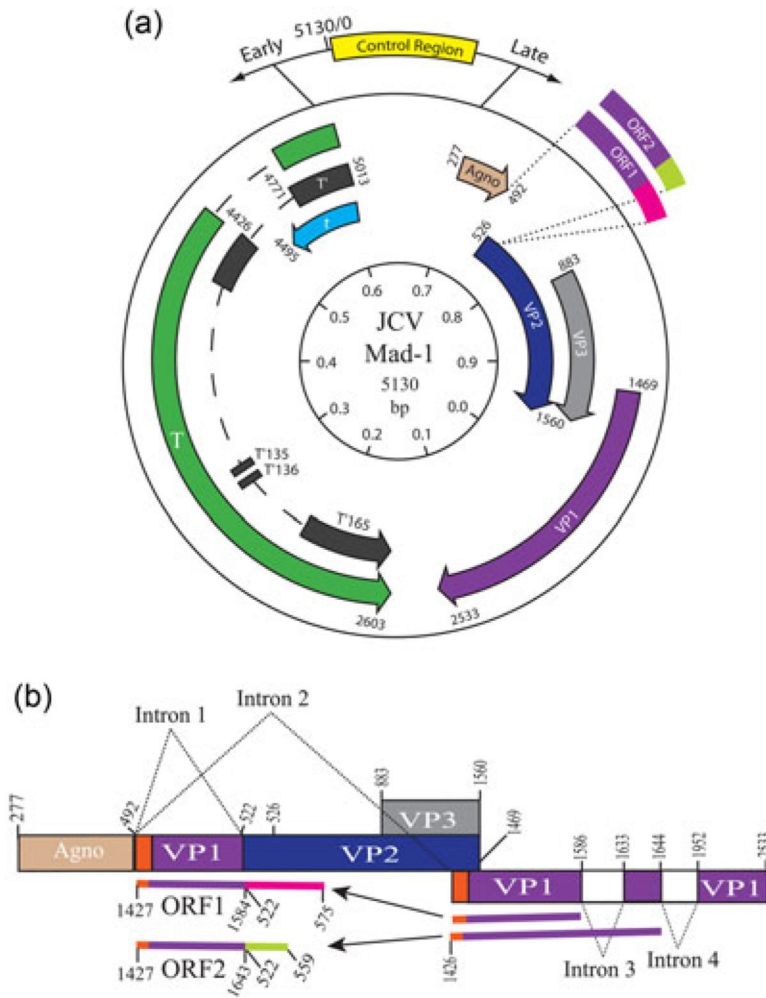 (a)
5130/0
Early
Control Region
Late
ORF2
ORF1
277
Agno
492
5013
T'
4771
t
4495
4426
526
883
VP2
VP3
0.6
0.7
0.5
0.8
JCV
Mad-1
0.4
0.9
5130
bp
0.3
0.0
0.2
0.1
1469
1560
T
T'135
T'136
T'165
VP1
2603
2533
(b)
Intron 1
Intron 2
277
492
522
526
883
1560
1469
VP3
Agno
VP1
VP2
1586
1633
1644
1952
2533
VP1
VP1
1427
ORF1
1584
522
575
1427
ORF2
1643
522
559
1426
Intron 3
Intron 4